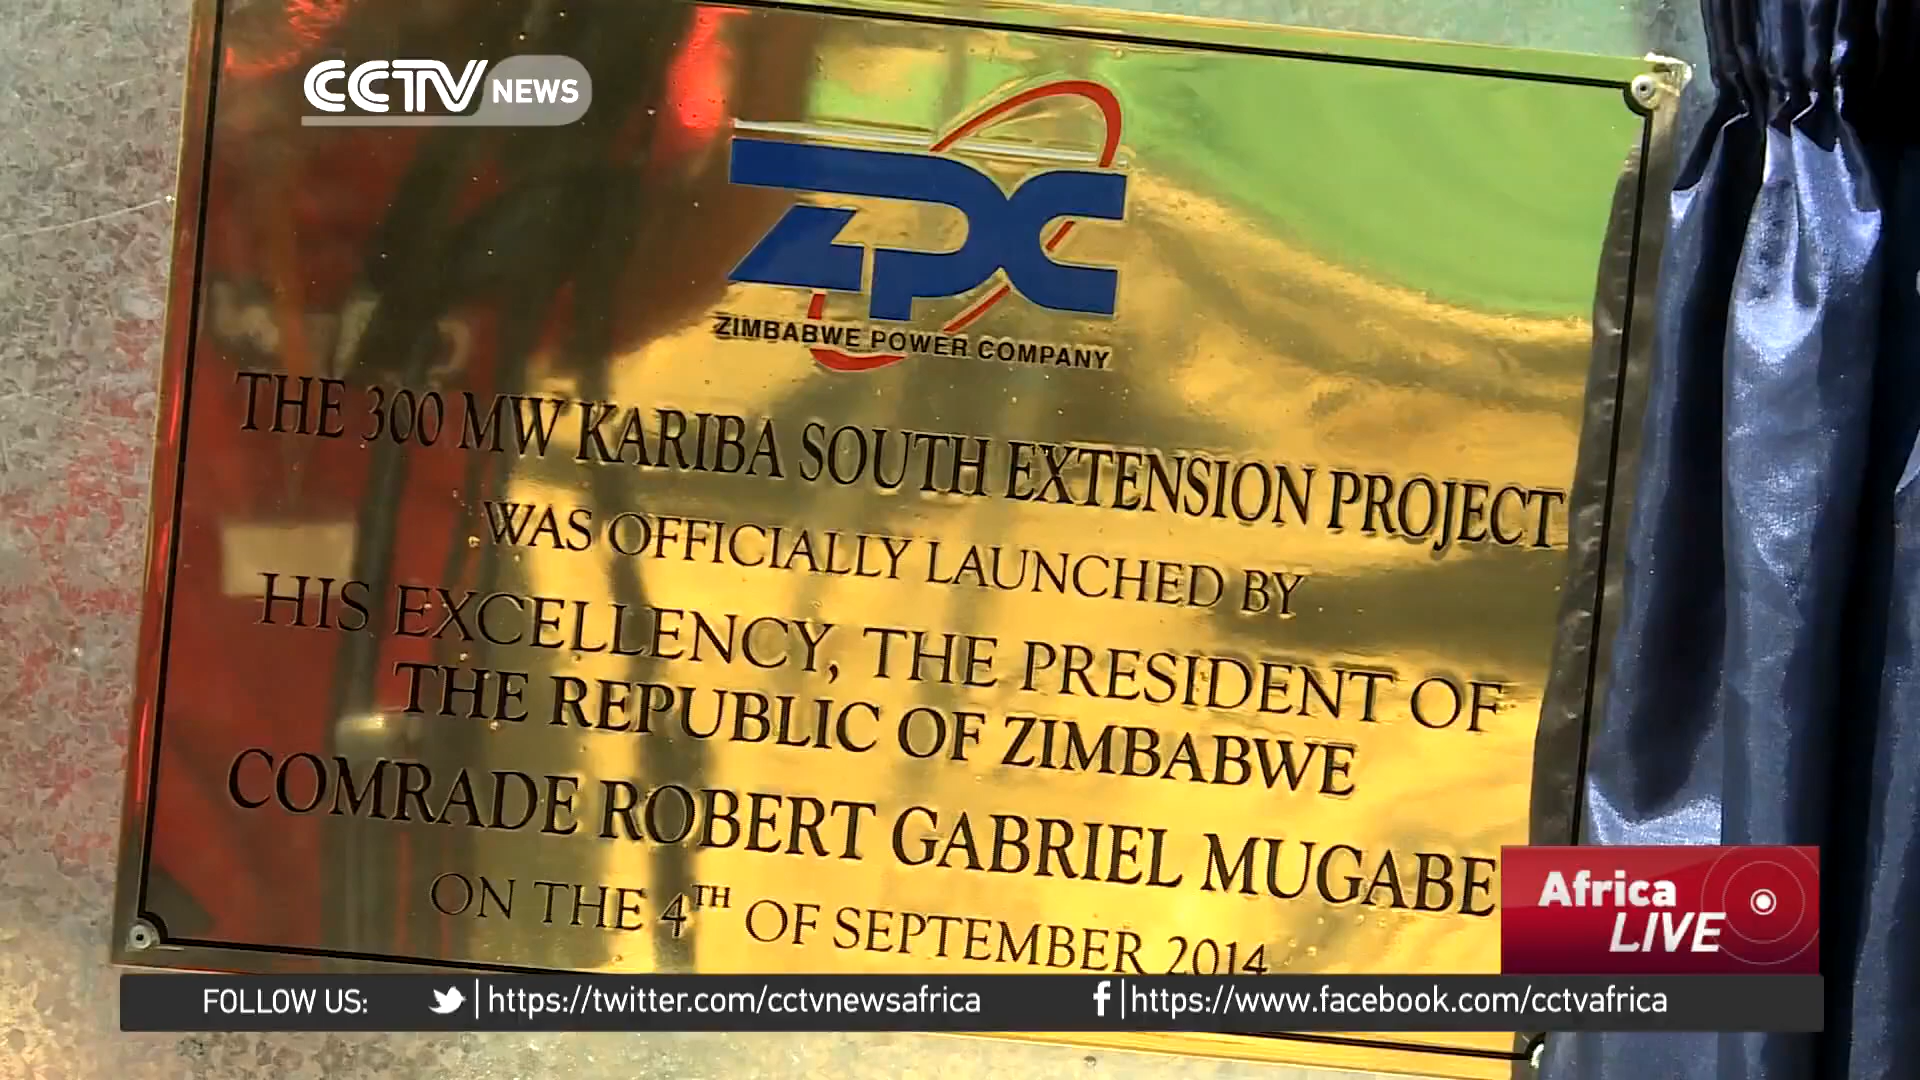 CCTV NEWS
ZPC
ZIMBABWE POWER COMPANY
THE 300 MW KARIBA SOUTH EXTENSION PROJECT
WAS OFFICIALLY LAUNCHED BY
HIS EXCELLENCY, THE PRESIDENT OF
THE REPUBLIC OF ZIMBABWE
COMRADE ROBERT GABRIEL MUGABE
ON THE 4TH OF SEPTEMBER 2014
Africa
LIVE
FOLLOW US: https://twitter.com/cctvnewsafrica f https://www.facebook.com/cctvafrica